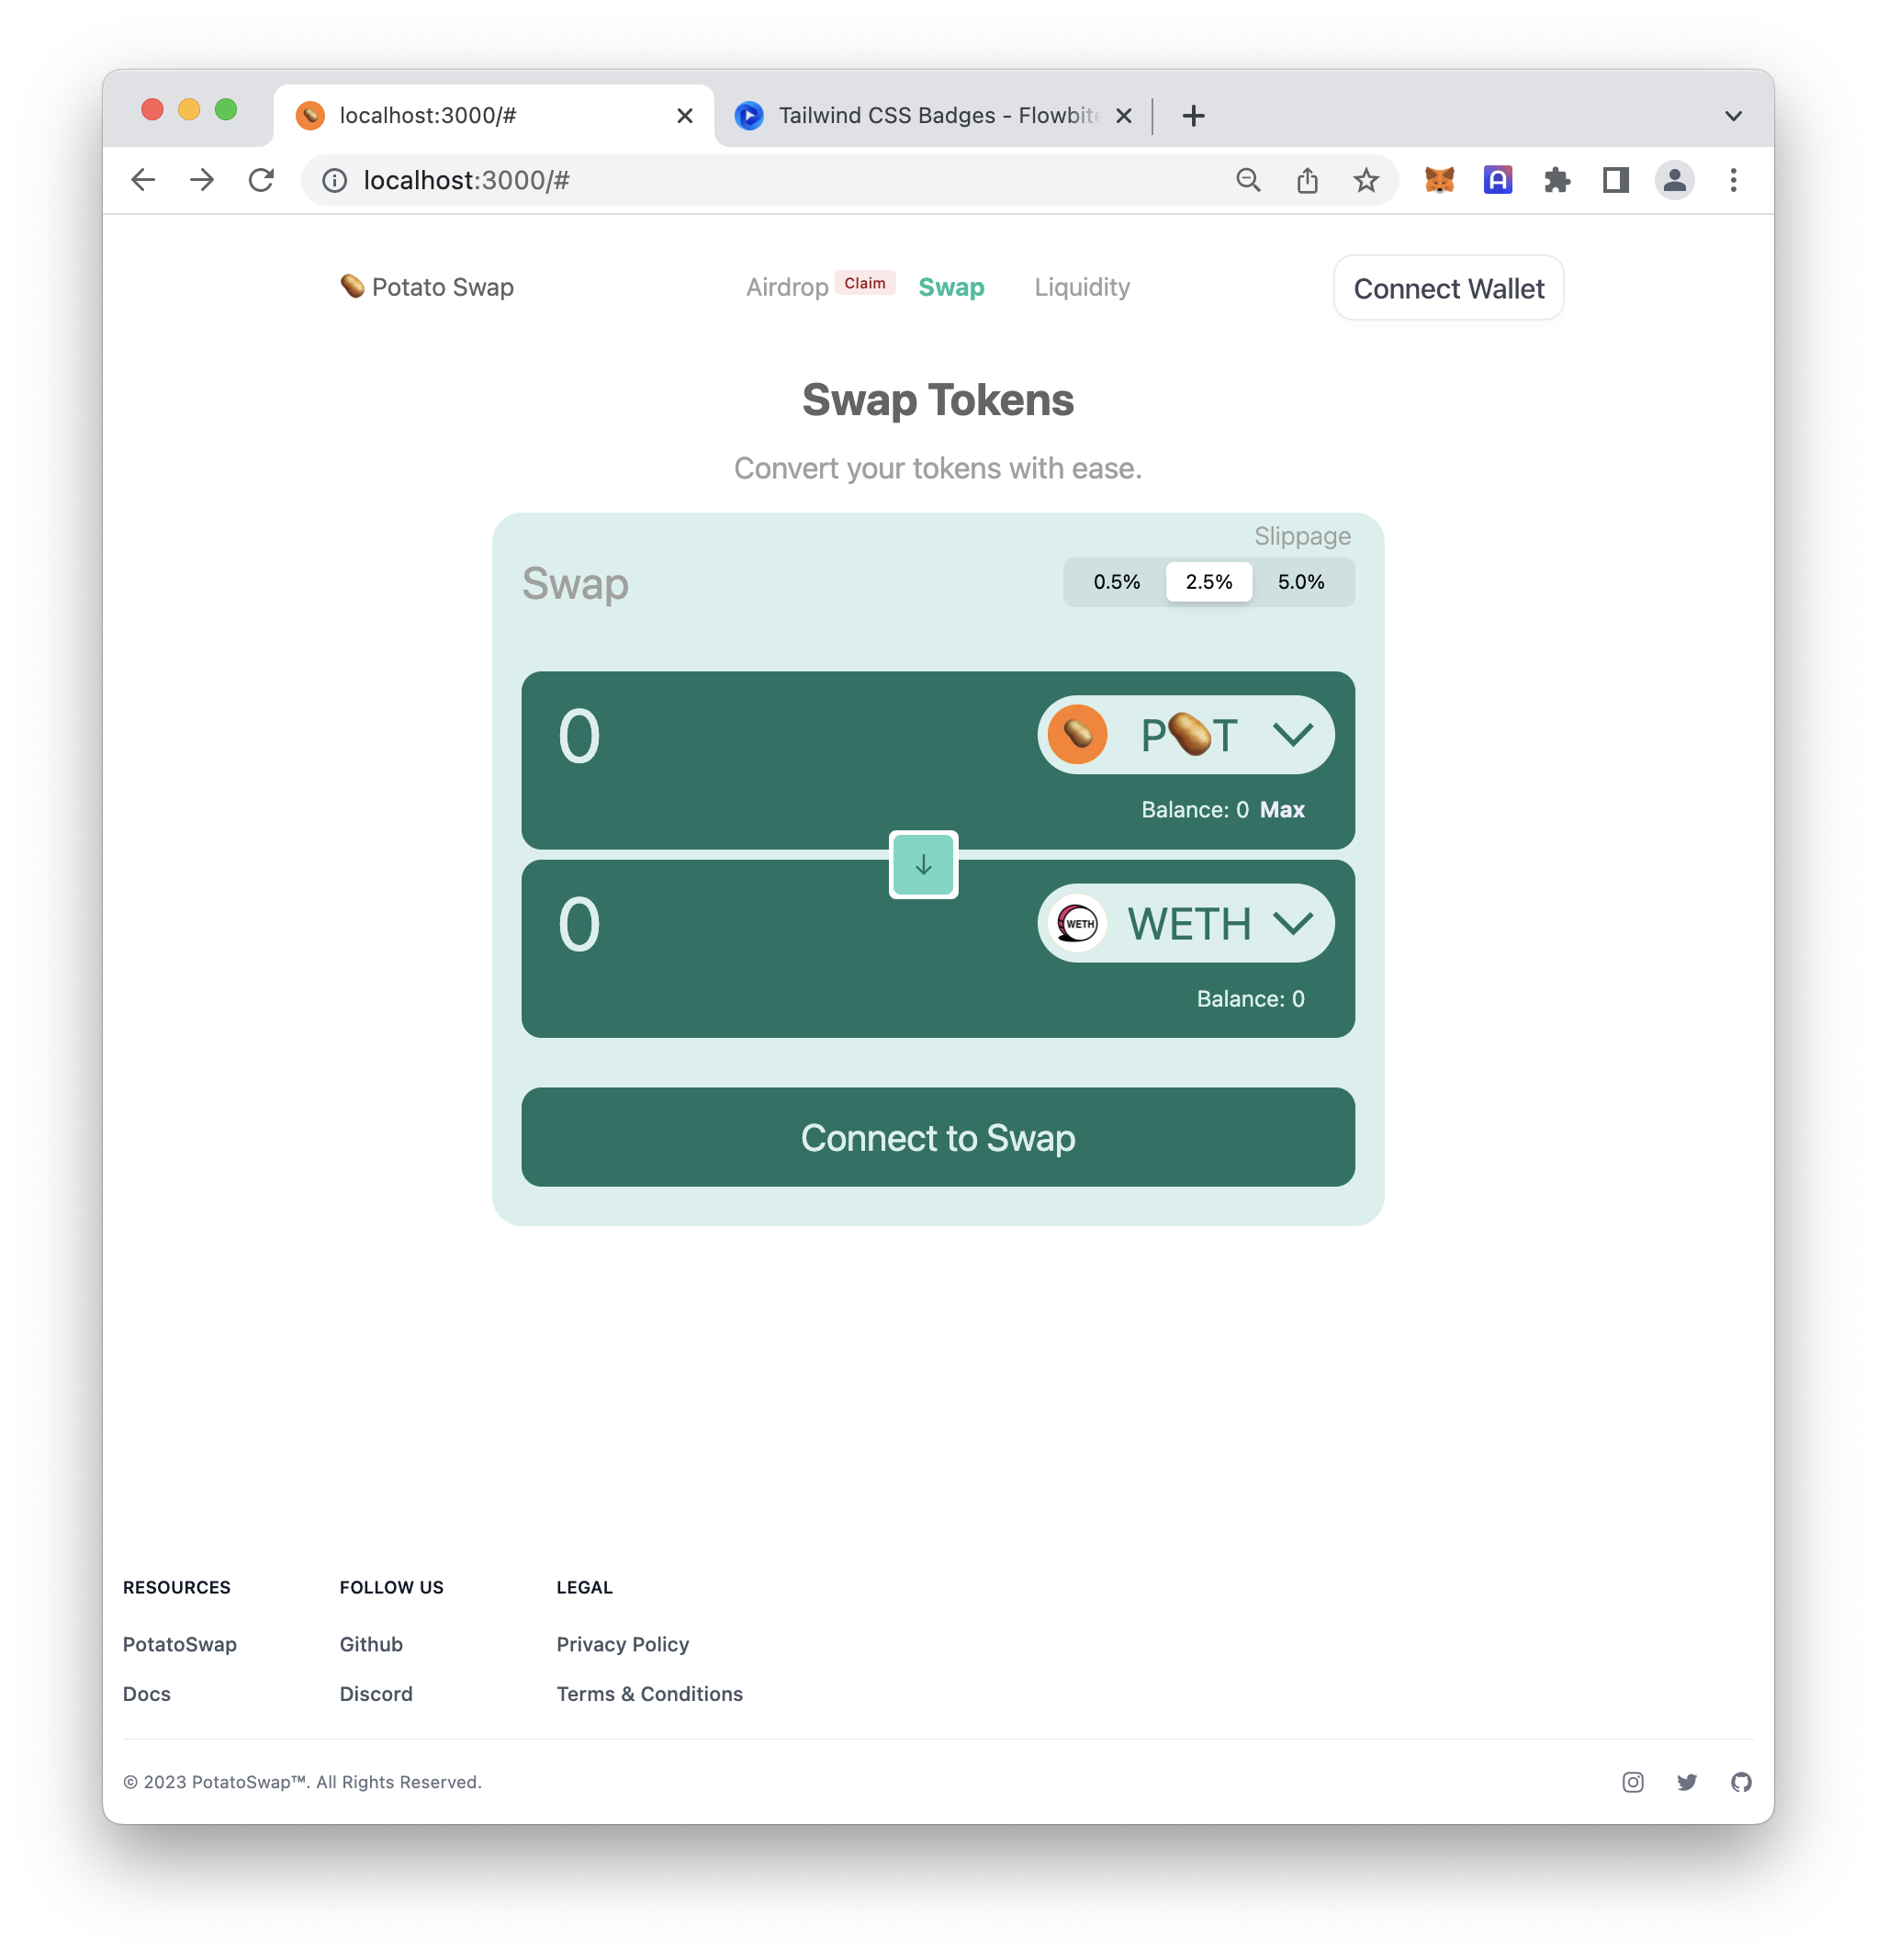 localhost:3000/#
Tailwind CSS Badges - Flowbite
localhost:3000/#
🥔 Potato Swap
Airdrop Claim
Swap
Liquidity
Connect Wallet
Swap Tokens
Convert your tokens with ease.
Slippage
Swap
0.5% 2.5% 5.0%
0
P🥔T
Balance: 0 Max
0
WETH
WETH
Balance: 0
Connect to Swap
RESOURCES
PotatoSwap
Docs
FOLLOW US
Github
Discord
LEGAL
Privacy Policy
Terms & Conditions
© 2023 PotatoSwap™. All Rights Reserved.